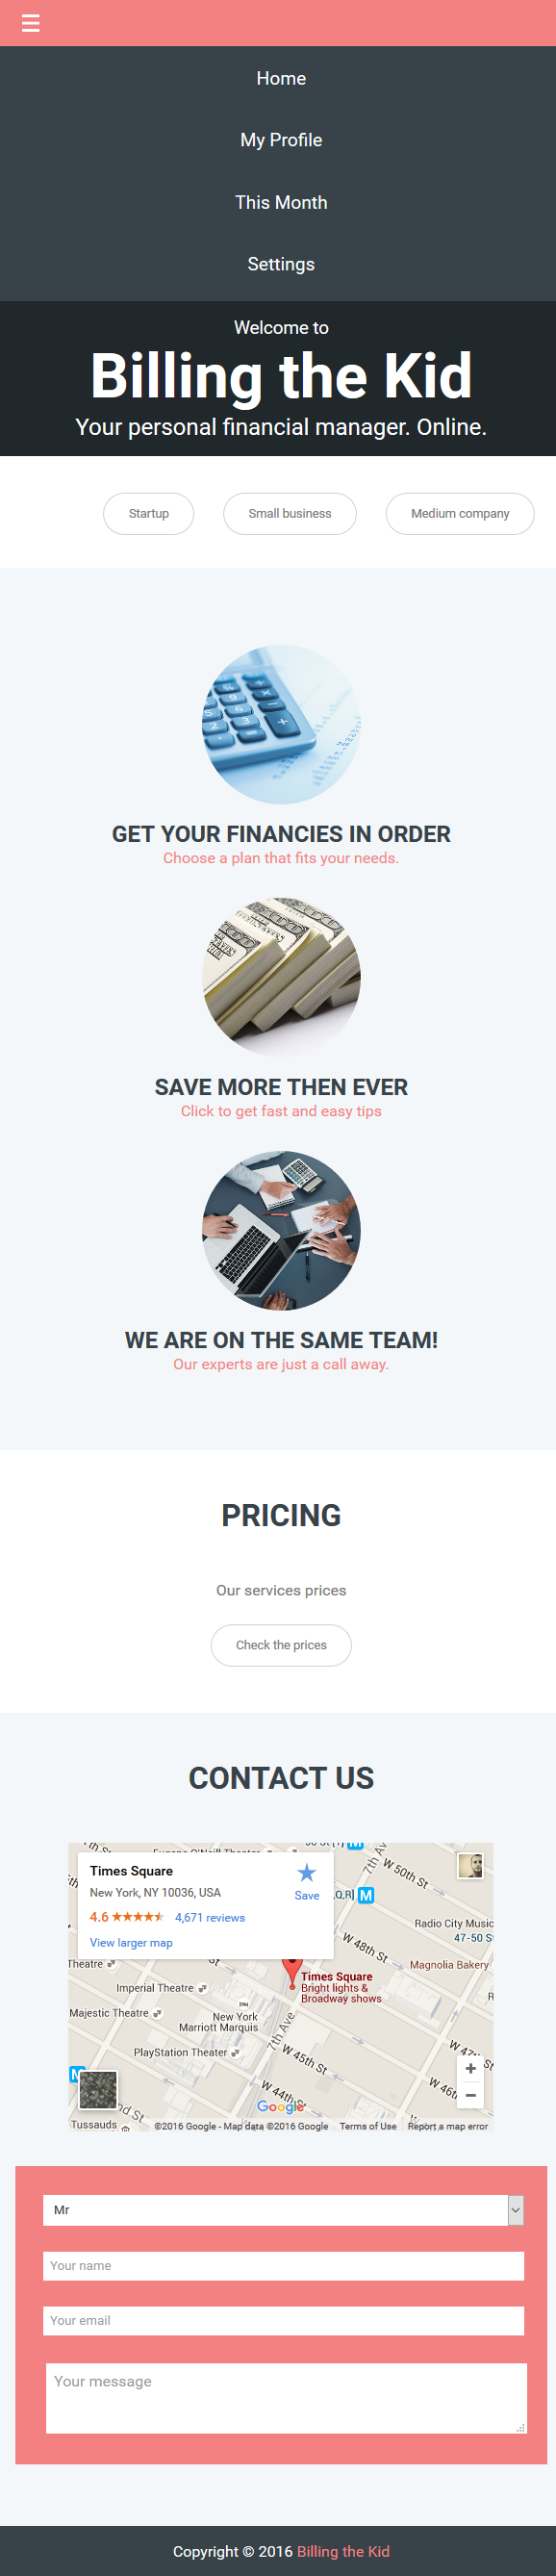 Home
My Profile
This Month
Settings
Welcome to
Billing the Kid
Your personal financial manager. Online.
Startup Small business Medium company
GET YOUR FINANCIES IN ORDER
Choose a plan that fits your needs.
SAVE MORE THEN EVER
Click to get fast and easy tips
WE ARE ON THE SAME TEAM!
Our experts are just a call away.
PRICING
Our services prices
Check the prices
CONTACT US
Times Square
New York, NY 10036, USA
Save
4.6 ★★★★ 4,671 reviews
View larger map
7th Ave
W 50th St
Radio City Music
47-50 St
W 48th St
Magnolia Bakery
Theatre
Times Square
Bright lights &
Broadway shows
Imperial Theatre
Majestic Theatre
New York
Marriott Marquis
7th Ave
PlayStation Theater
W 45th St
W 47th
W 46th
W 44th St
Tussauds
Google
©2016 Google - Map data ©2016 Google Terms of Use Report a map error
Mr
Your name
Your email
Your message
Copyright © 2016 Billing the Kid